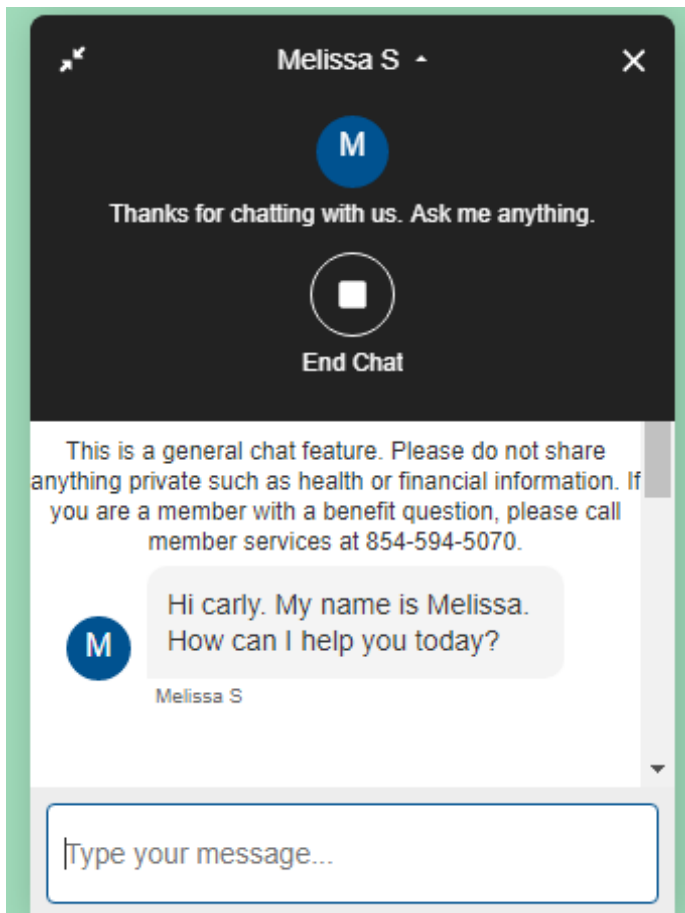 Melissa S
M
Thanks for chatting with us. Ask me anything.
End Chat
This is a general chat feature. Please do not share
anything private such as health or financial information. If
you are a member with a benefit question, please call
member services at 854-594-5070.
Hi carly. My name is Melissa.
How can I help you today?
M
Melissa S
Type your message...